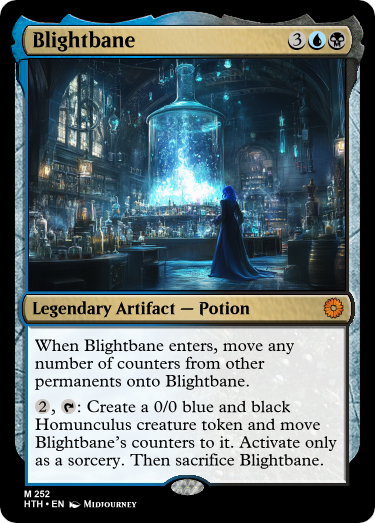 Blightbane 3
Legendary Artifact — Potion
When Blightbane enters, move any
number of counters from other
permanents onto Blightbane.
2, : Create a 0/0 blue and black
Homunculus creature token and move
Blightbane's counters to it. Activate only
as a sorcery. Then sacrifice Blightbane.
M 252
HTH • EN MIDJOURNEY